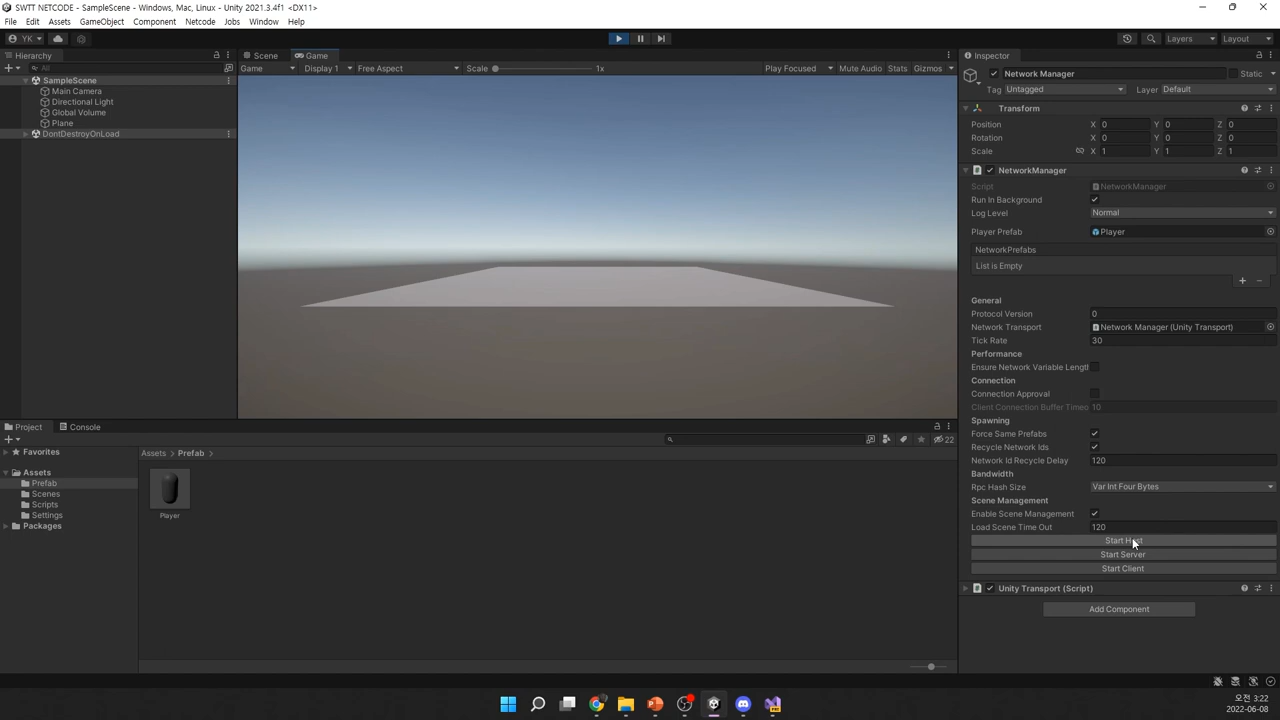 SWTT NETCODE - SampleScene - Windows, Mac, Linux - Unity 2021.3.4f1 <DX11>
File Edit Assets GameObject Component Netcode Jobs Window Help
YK Layers Layout
Hierarchy
All
SampleScene
Main Camera
Directional Light
Global Volume
Plane
DontDestroyOnLoad
Scene Game
Game Display 1 Free Aspect Scale 1x Play Focused Mute Audio Stats Gizmos
Inspector
Network Manager Static
Tag Untagged Layer Default
Transform
Position X 0 Y 0 Z 0
Rotation X 0 Y 0 Z 0
Scale X 1 Y 1 Z 1
NetworkManager
Script NetworkManager
Run In Background
Log Level Normal
Player Prefab Player
NetworkPrefabs
List is Empty
General
Protocol Version 0
Network Transport Network Manager (Unity Transport)
Tick Rate 30
Performance
Ensure Network Variable Lengtl
Connection
Connection Approval
Client Connection Buffer Timeo 10
Spawning
Force Same Prefabs
Recycle Network Ids
Network Id Recycle Delay 120
Bandwidth
Rpc Hash Size Var Int Four Bytes
Scene Management
Enable Scene Management
Load Scene Time Out 120
Start Host
Start Server
Start Client
Unity Transport (Script)
Add Component
Project Console
22
Favorites
Assets
Prefab
Scenes
Scripts
Settings
Packages
Assets > Prefab >
Player
오전 3:22
2022-06-08